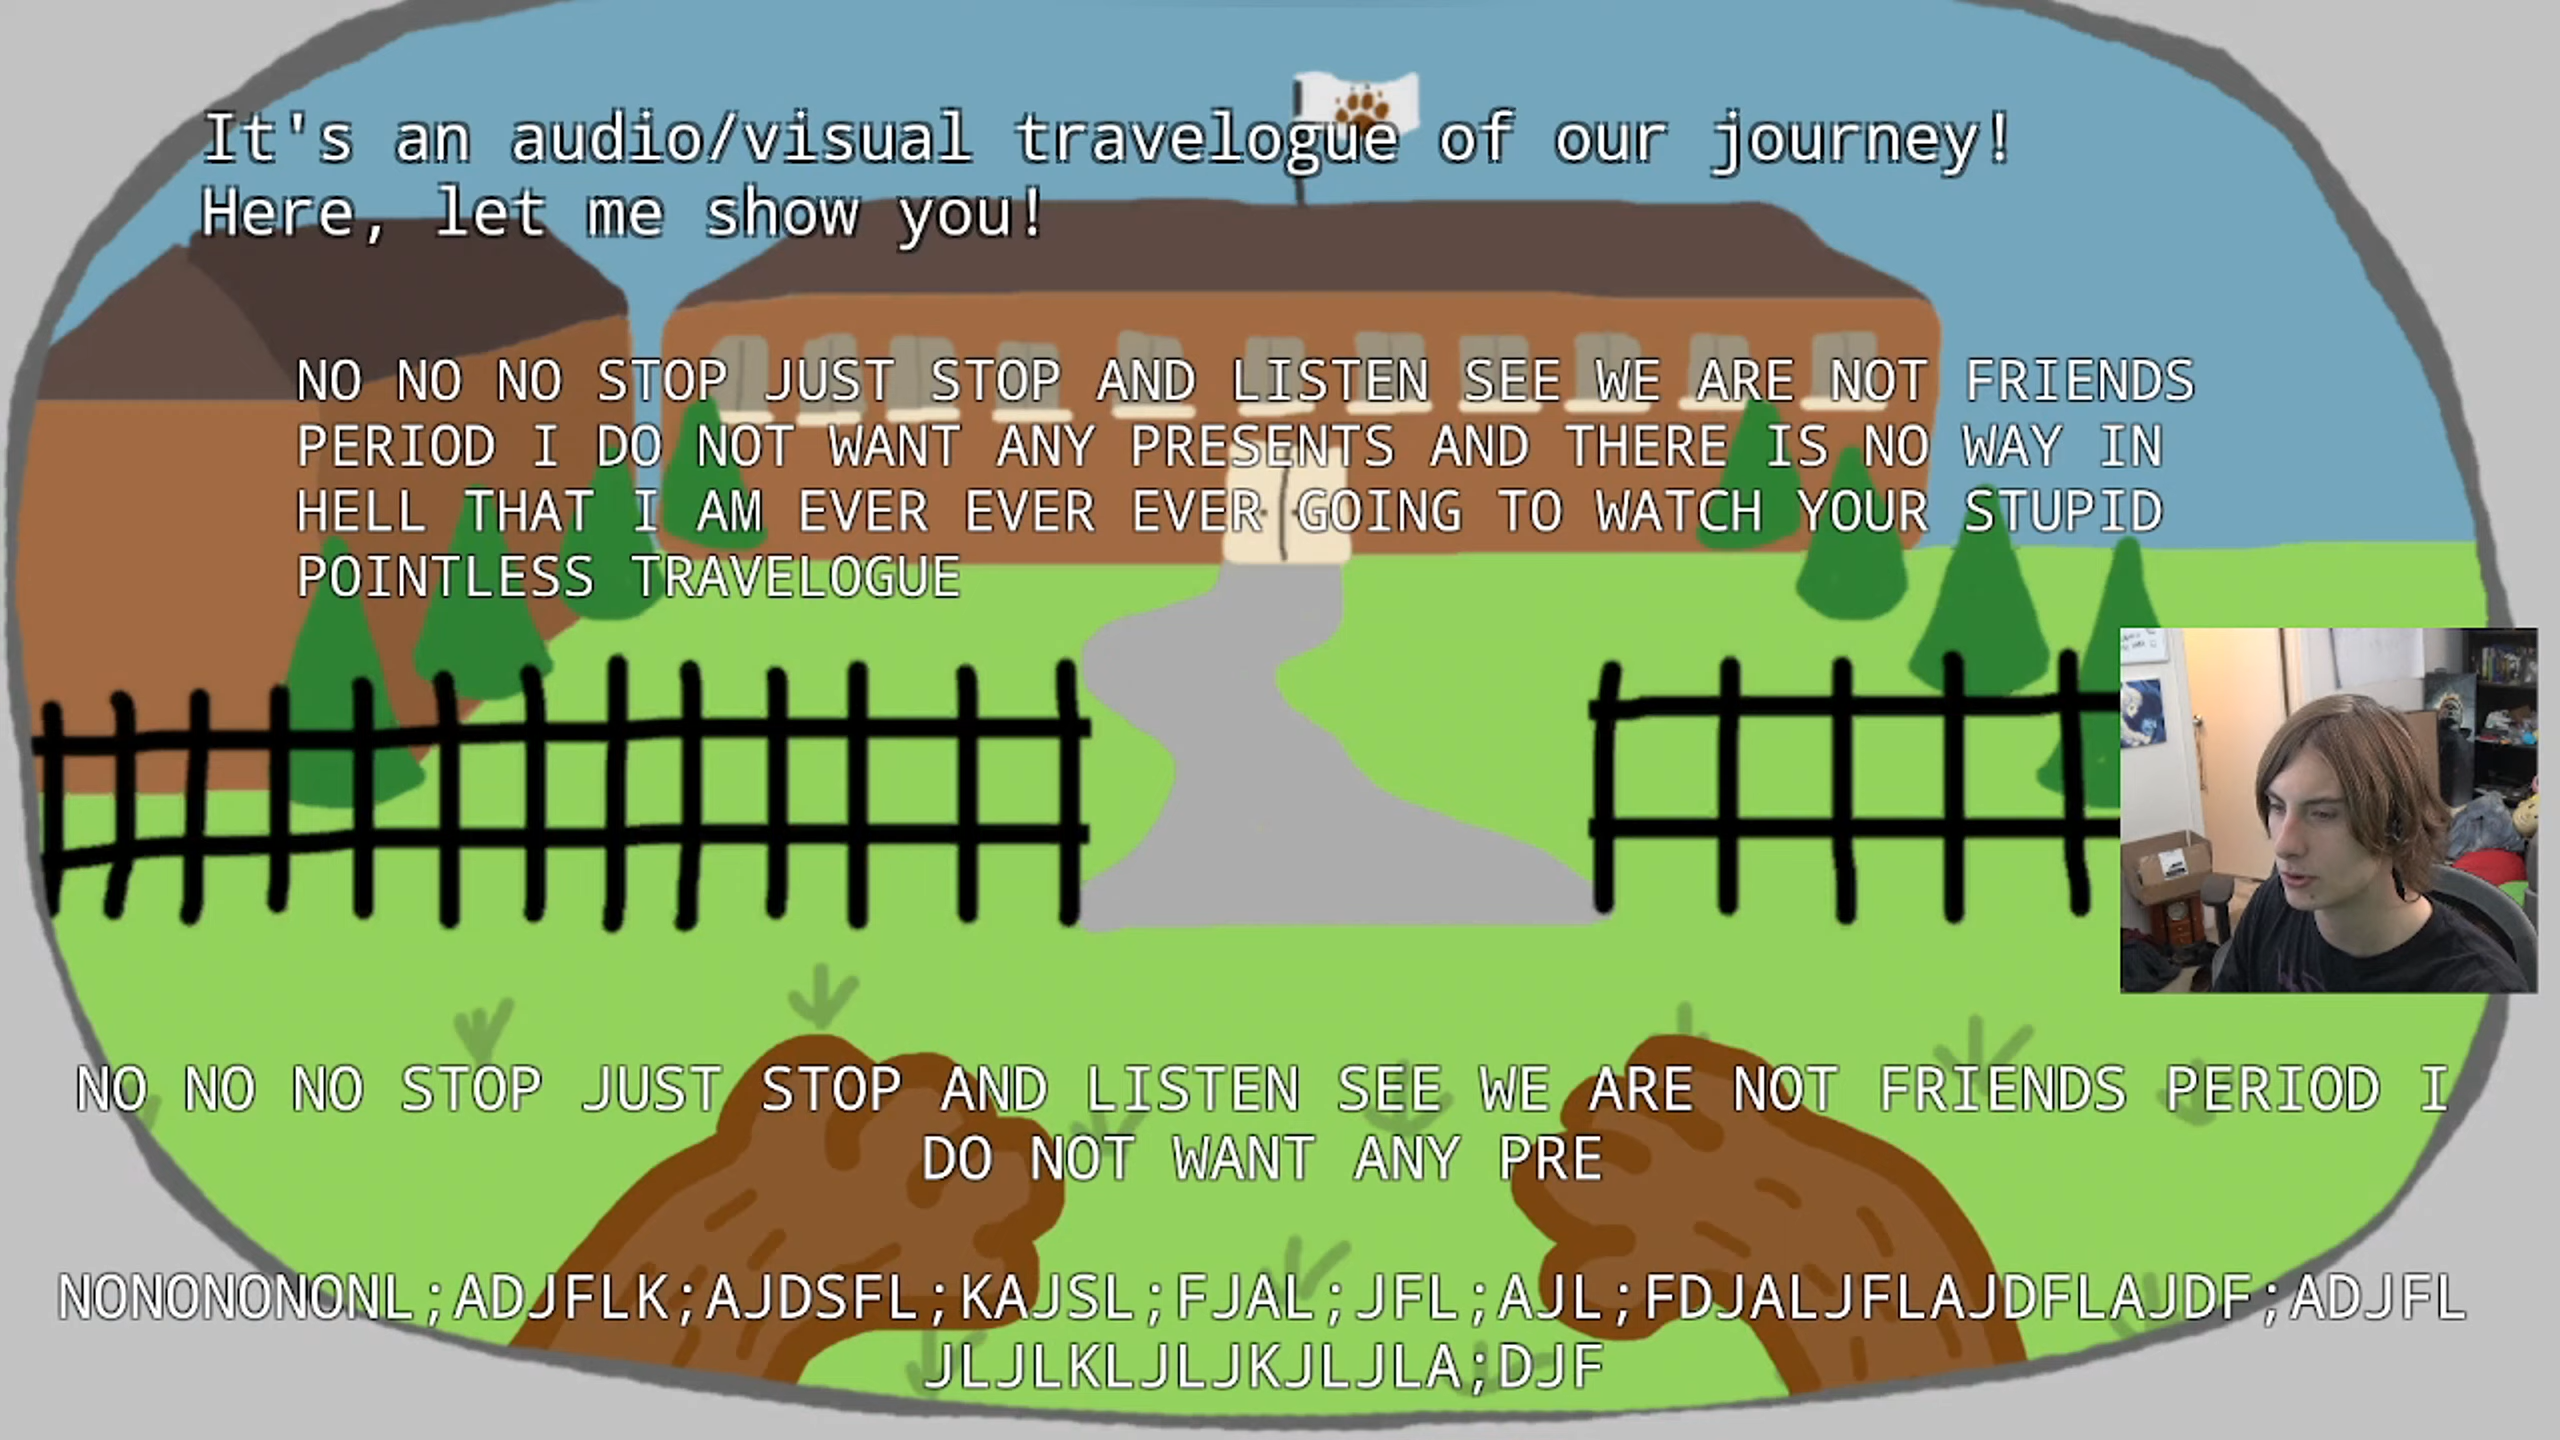 It's an audio/visual travelogue of our journey!
Here, let me show you!
NO NO NO STOP JUST STOP AND LISTEN SEE WE ARE NOT FRIENDS
PERIOD I DO NOT WANT ANY PRESENTS AND THERE IS NO WAY IN
HELL THAT I AM EVER EVER EVER GOING TO WATCH YOUR STUPID
POINTLESS TRAVELOGUE
NO NO NO STOP JUST STOP AND LISTEN SEE WE ARE NOT FRIENDS PERIOD I
DO NOT WANT ANY PRE
NONONONONL;ADJFLK;AJDSFL;KAJSL;FJAL;JFL;AJL;FDJALJFLAJDFLAJDF;ADJFL
JLJLKLJLJKJLJLA;DJF